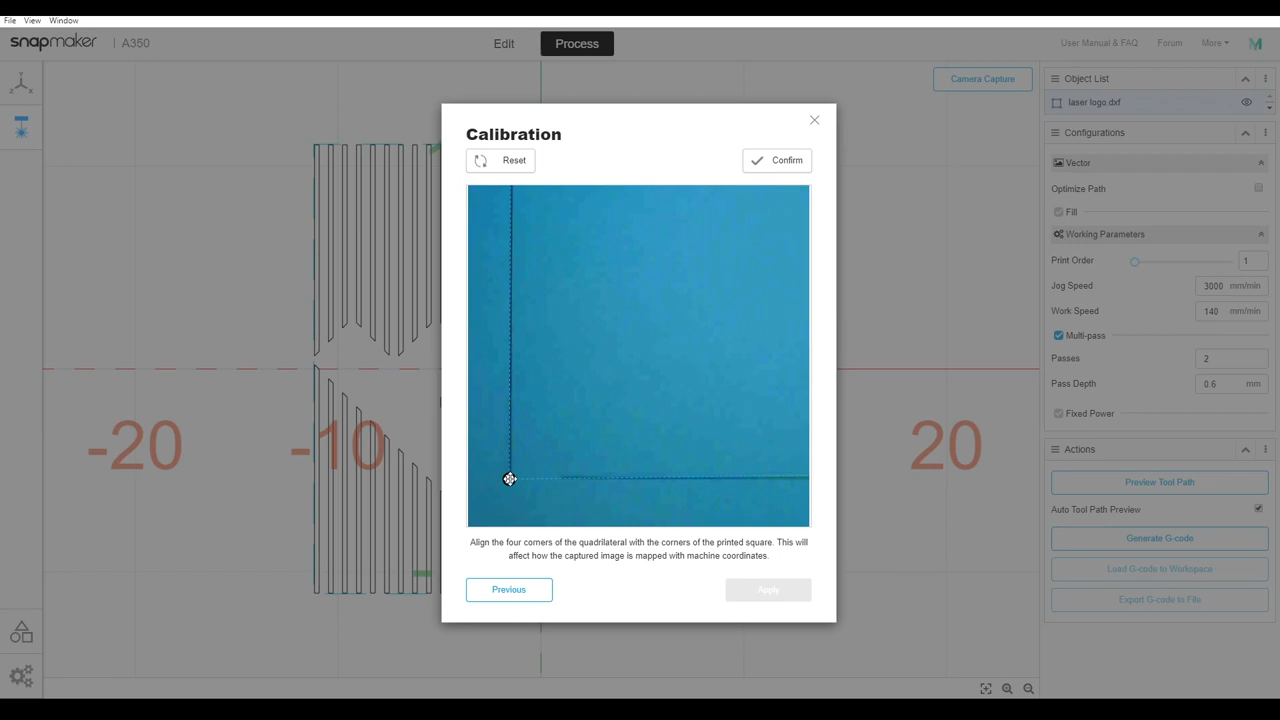 File View Window
snapmaker | A350
Edit Process
User Manual & FAQ Forum More
Camera Capture
Object List
laser logo.dxf
Configurations
Vector
Optimize Path
Fill
Working Parameters
Print Order 1
Jog Speed 3000 mm/min
Work Speed 140 mm/min
Multi-pass
Passes 2
Pass Depth 0.6 mm
Fixed Power
Actions
Preview Tool Path
Auto Tool Path Preview
Generate G-code
Load G-code to Workspace
Export G-code to File
Calibration
Reset Confirm
Align the four corners of the quadrilateral with the corners of the printed square. This will
affect how the captured image is mapped with machine coordinates.
Previous Apply
-20 -10 20